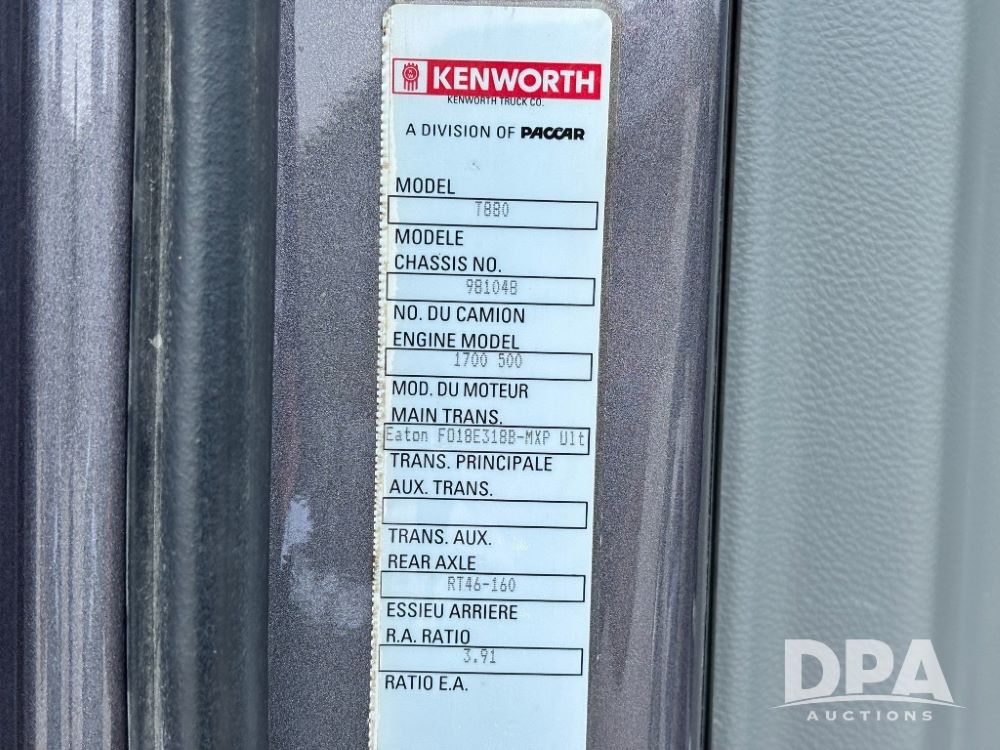 KENWORTH
KENWORTH TRUCK CO.
A DIVISION OF PACCAR
MODEL
T880
MODELE
CHASSIS NO.
981048
NO. DU CAMION
ENGINE MODEL
1700 500
MOD. DU MOTEUR
MAIN TRANS.
Eaton FO18E318B-MXP Ult
TRANS. PRINCIPALE
AUX. TRANS.
TRANS. AUX.
REAR AXLE
RT46-160
ESSIEU ARRIERE
R.A. RATIO
3.91
RATIO E.A.
DPA
AUCTIONS